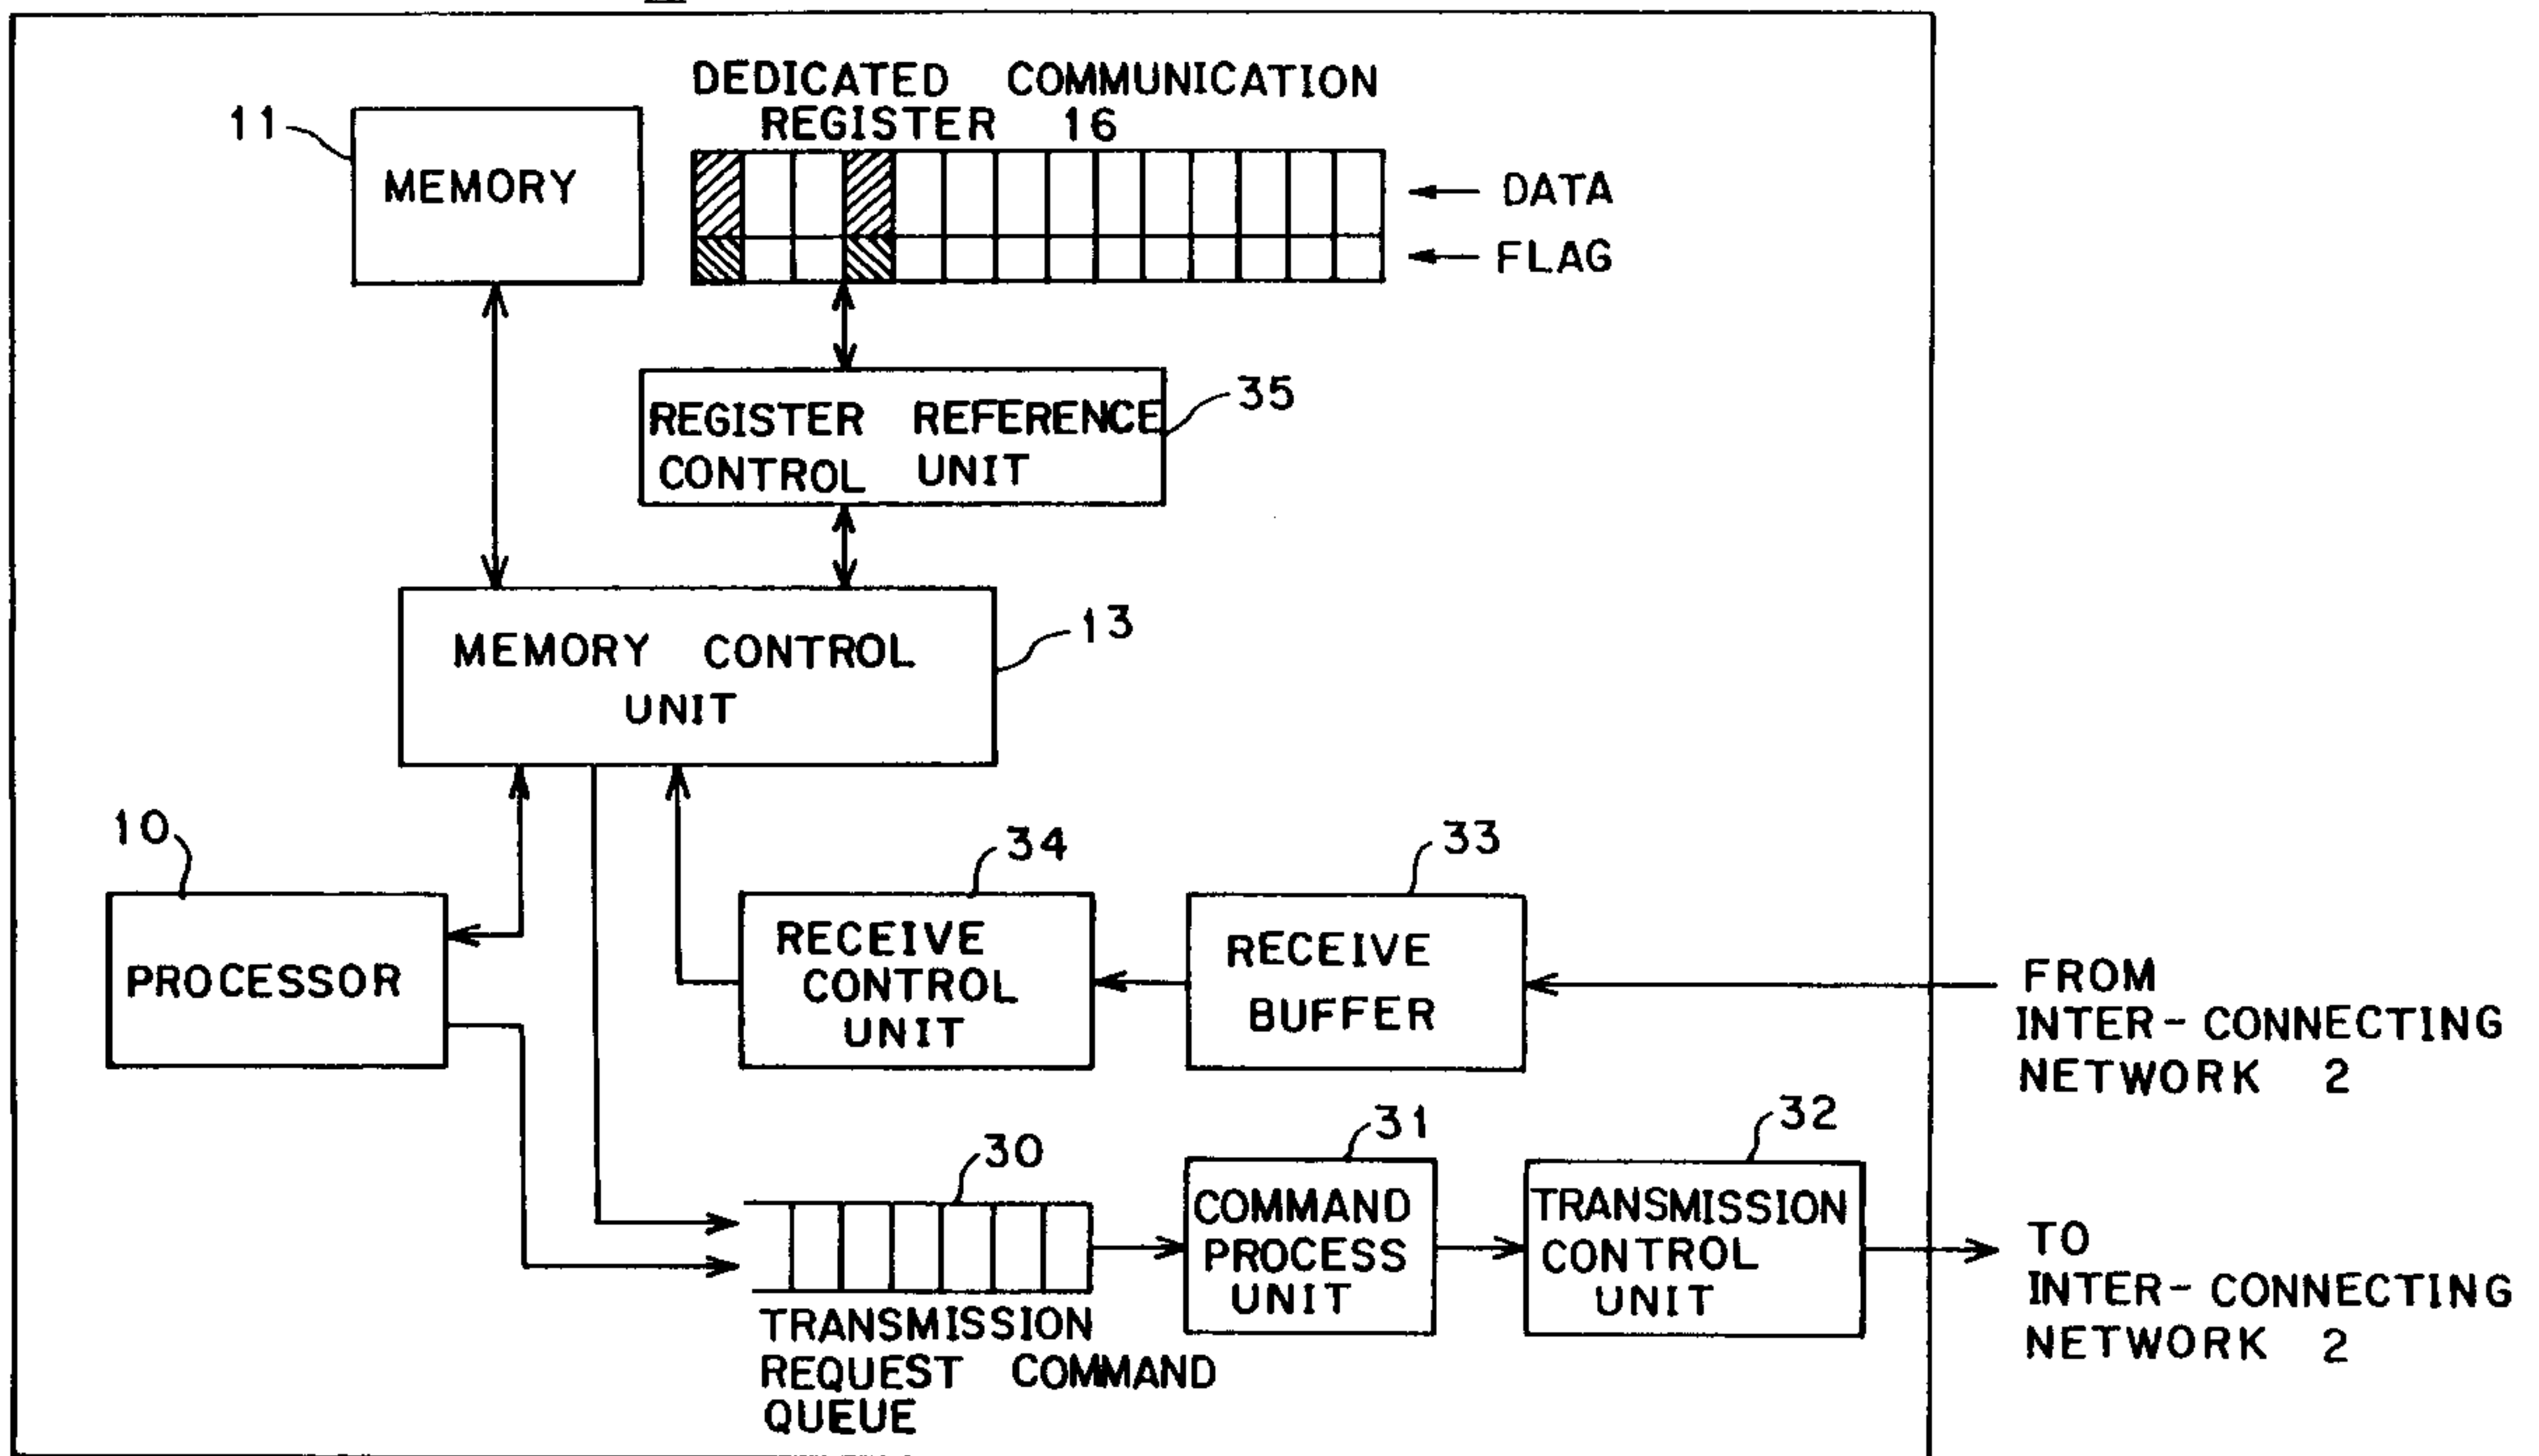 DEDICATED COMMUNICATION
REGISTER 16
11
MEMORY
DATA
FLAG
35
REGISTER REFERENCE
CONTROL UNIT
13
MEMORY CONTROL
UNIT
10
PROCESSOR
34
RECEIVE
CONTROL
UNIT
33
RECEIVE
BUFFER
FROM
INTER-CONNECTING
NETWORK 2
30
TRANSMISSION
REQUEST COMMAND
QUEUE
31
COMMAND
PROCESS
UNIT
32
TRANSMISSION
CONTROL
UNIT
TO
INTER-CONNECTING
NETWORK 2